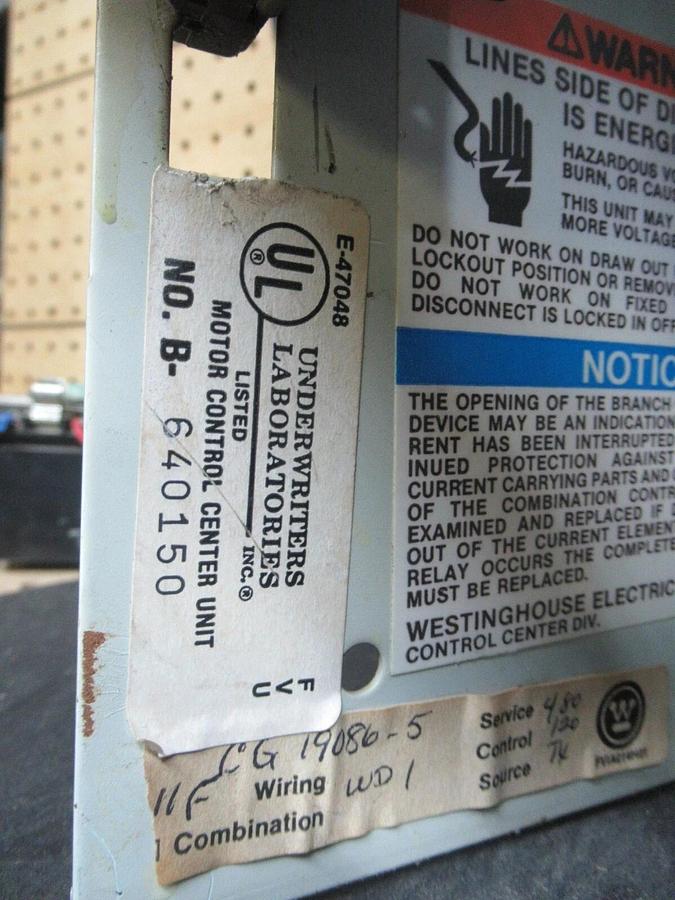 E-47048
UL
®
UNDERWRITERS
LABORATORIES
INC.®
LISTED
MOTOR CONTROL CENTER UNIT
NO. B- 640150
F
V
U
WARN
LINES SIDE OF DI
IS ENERGI
HAZARDOUS VO
BURN, OR CAUS
THIS UNIT MAY
MORE VOLTAGE
DO NOT WORK ON DRAW OUT
LOCKOUT POSITION OR REMOV
DO NOT WORK ON FIXED
DISCONNECT IS LOCKED IN OFF
NOTIC
THE OPENING OF THE BRANCH
DEVICE MAY BE AN INDICATION
RENT HAS BEEN INTERRUPTED
INUED PROTECTION AGAINST
CURRENT CARRYING PARTS AND
OF THE COMBINATION CONTR
EXAMINED AND REPLACED IF
OUT OF THE CURRENT ELEMEN
RELAY OCCURS THE COMPLETE
MUST BE REPLACED.
WESTINGHOUSE ELECTRIC
CONTROL CENTER DIV.
CG 19086-5
11F
Wiring WD1
Combination
Service 480
Control 120
Source TX
W